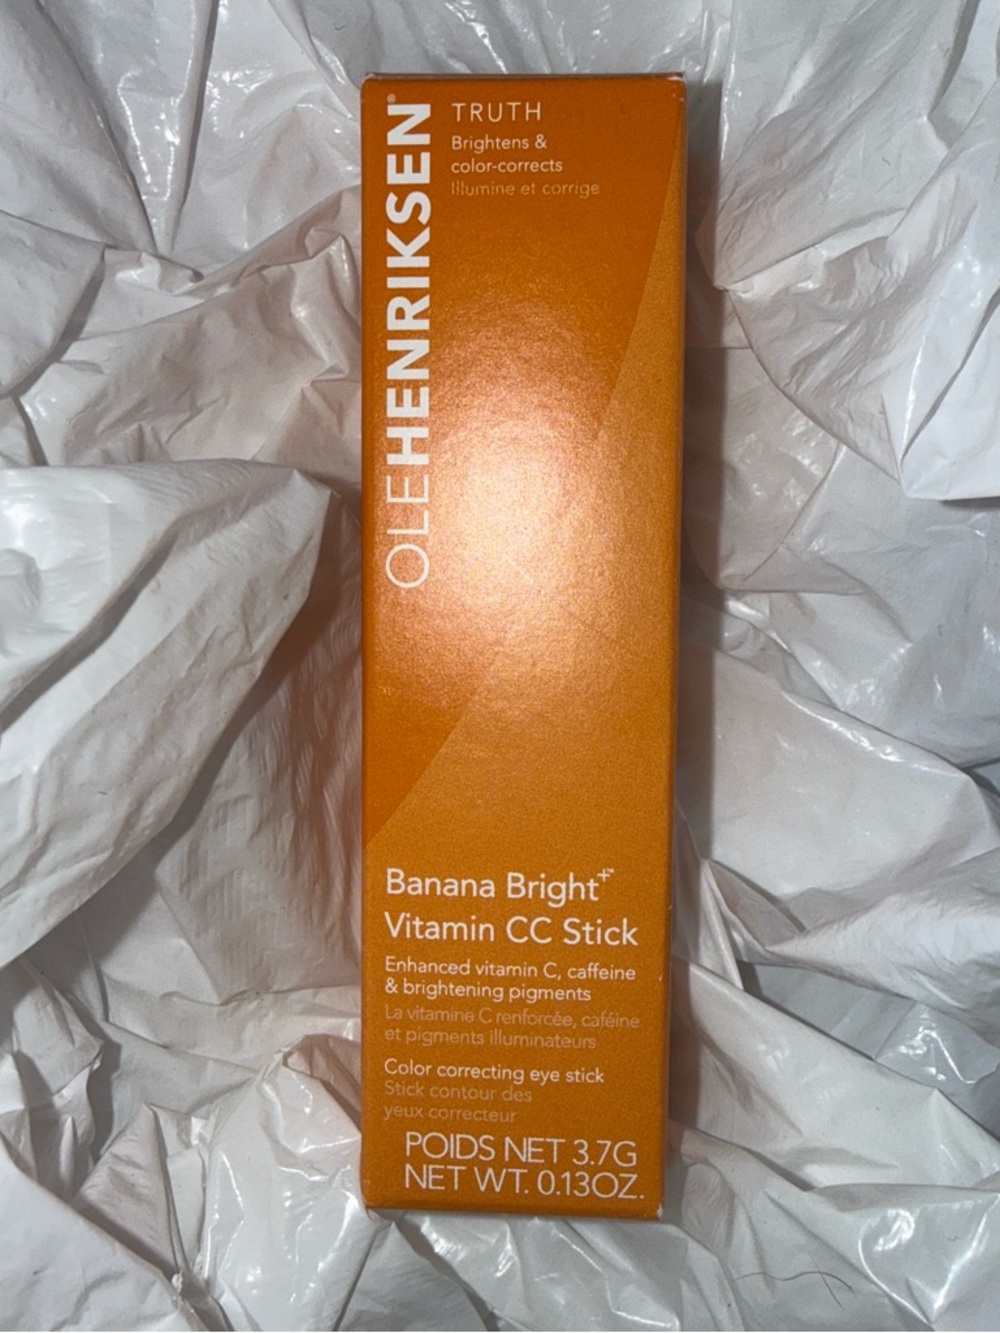 OLEHENRIKSEN®
TRUTH
Brightens &
color-corrects
Illumine et corrige
Banana Bright+™
Vitamin CC Stick
Enhanced vitamin C, caffeine
& brightening pigments
La vitamine C renforcée, caféine
et pigments illuminateurs
Color correcting eye stick
Stick contour des
yeux correcteur
POIDS NET 3.7G
NET WT. 0.13OZ.